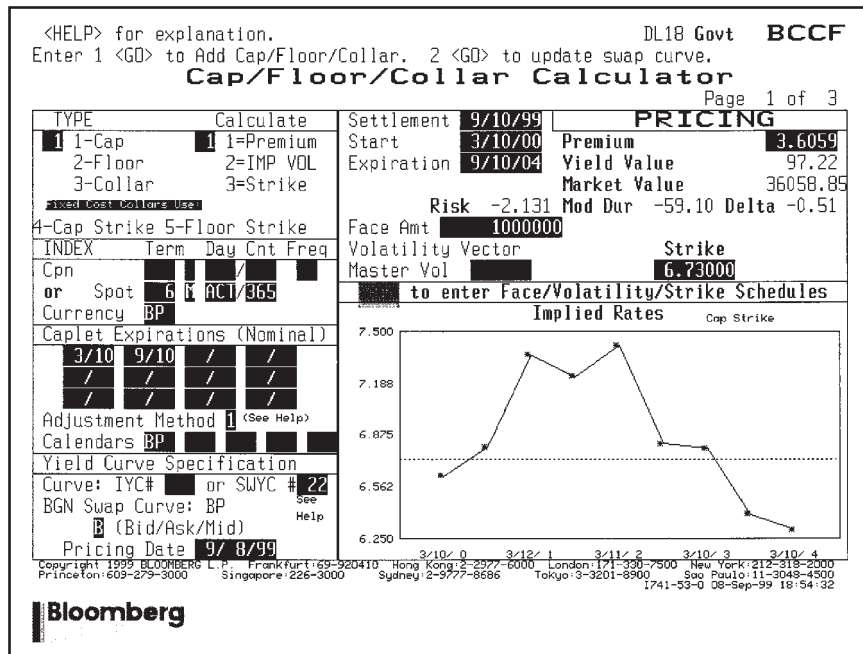 <HELP> for explanation. DL18 Govt BCCF
Enter 1 <GO> to Add Cap/Floor/Collar. 2 <GO> to update swap curve.
Cap/Floor/Collar Calculator
Page 1 of 3
TYPE Calculate
1 1-Cap 1 1=Premium
2-Floor 2=IMP VOL
3-Collar 3=Strike
Fixed Cost Collars Use:
4-Cap Strike 5-Floor Strike
INDEX Term Day Cnt Freq
Cpn /
or Spot 6 M ACT/365
Currency BP
Caplet Expirations (Nominal)
3/10 9/10 / /
/ / / /
/ / / /
Adjustment Method 1 (See Help)
Calendars BP
Yield Curve Specification
Curve: IYC# or SWYC # 22
BGN Swap Curve: BP See Help
B (Bid/Ask/Mid)
Pricing Date 9/ 8/99
Settlement 9/10/99 PRICING
Start 3/10/00 Premium 3.6059
Expiration 9/10/04 Yield Value 97.22
Market Value 36058.85
Risk -2.131 Mod Dur -59.10 Delta -0.51
Face Amt 1000000
Volatility Vector Strike
Master Vol 6.73000
to enter Face/Volatility/Strike Schedules
Implied Rates Cap Strike
7.500
7.188
6.875
6.562
6.250
3/10/ 0 3/12/ 1 3/11/ 2 3/10/ 3 3/10/ 4
Copyright 1999 BLOOMBERG L.P. Frankfurt:69-920410 Hong Kong:2-2977-6000 London:171-330-7500 New York:212-318-2000
Princeton:609-279-3000 Singapore:226-3000 Sydney:2-9777-8686 Tokyo:3-3201-8900 Sao Paulo:11-3048-4500
I741-53-0 08-Sep-99 18:54:32
Bloomberg